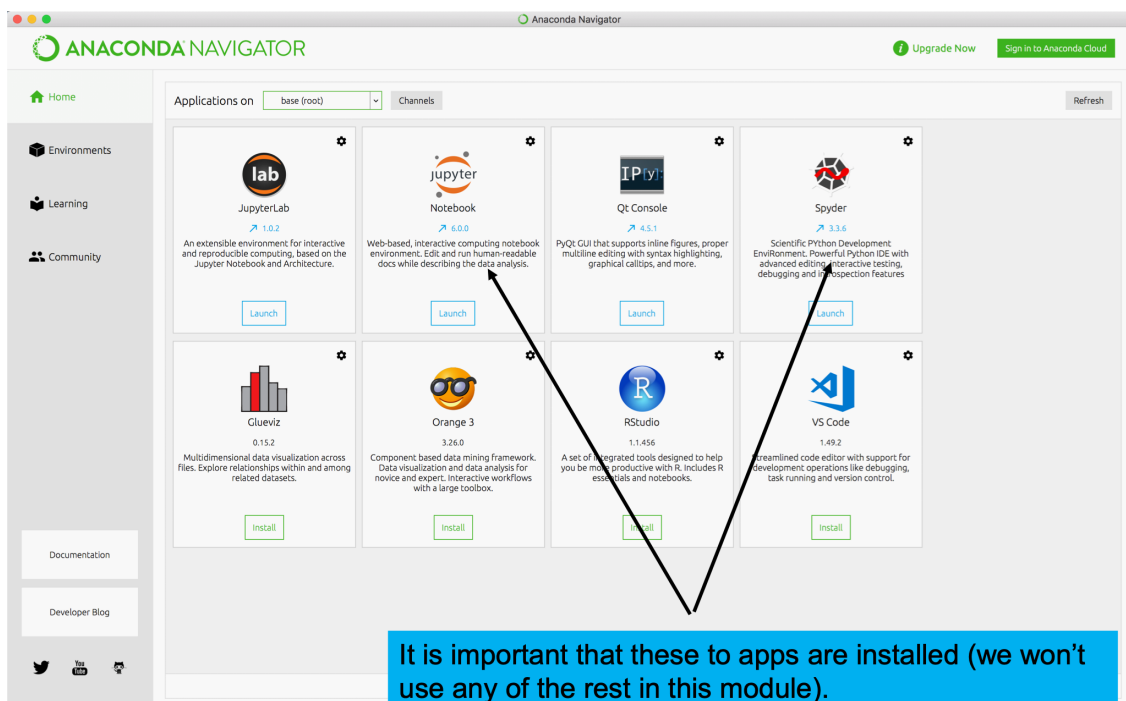 Anaconda Navigator
ANACONDA NAVIGATOR
Upgrade Now
Sign in to Anaconda Cloud
Home
Environments
Learning
Community
Documentation
Developer Blog
You
Tube
Applications on
base (root)
Channels
Refresh
lab
JupyterLab
1.0.2
An extensible environment for interactive
and reproducible computing, based on the
Jupyter Notebook and Architecture.
Launch
jupyter
Notebook
6.0.0
Web-based, interactive computing notebook
environment. Edit and run human-readable
docs while describing the data analysis.
Launch
IP[y]:
Qt Console
4.5.1
PyQt GUI that supports inline figures, proper
multiline editing with syntax highlighting,
graphical calltips, and more.
Launch
Spyder
3.3.6
Scientific PYthon Development
EnviRonment. Powerful Python IDE with
advanced editing, interactive testing,
debugging and introspection features
Launch
Glueviz
0.15.2
Multidimensional data visualization across
files. Explore relationships within and among
related datasets.
Install
Orange 3
3.26.0
Component based data mining framework.
Data visualization and data analysis for
novice and expert. Interactive workflows
with a large toolbox.
Install
R
RStudio
1.1.456
A set of integrated tools designed to help
you be more productive with R. Includes R
essentials and notebooks.
Install
VS Code
1.49.2
Streamlined code editor with support for
development operations like debugging,
task running and version control.
Install
It is important that these to apps are installed (we won't
use any of the rest in this module).